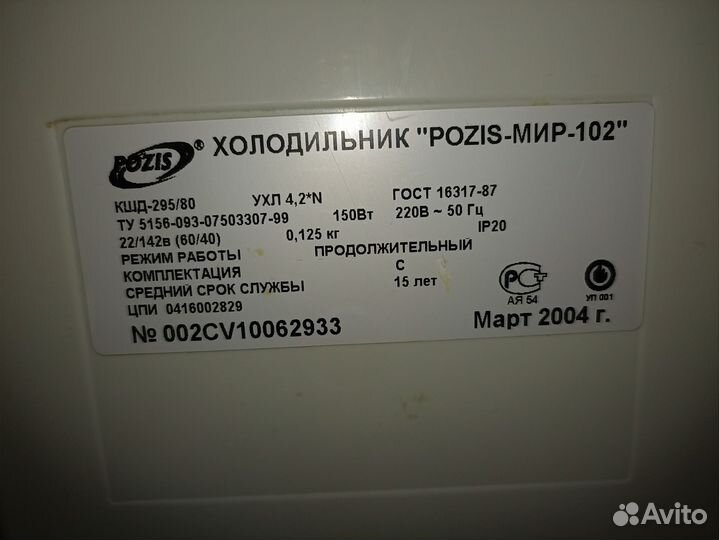 POZIS® ХОЛОДИЛЬНИК "POZIS-МИР-102"
КШД-295/80 УХЛ 4,2*N ГОСТ 16317-87
ТУ 5156-093-07503307-99 150Вт 220В ~ 50 Гц
22/142в (60/40) 0,125 кг IP20
РЕЖИМ РАБОТЫ ПРОДОЛЖИТЕЛЬНЫЙ
КОМПЛЕКТАЦИЯ С
СРЕДНИЙ СРОК СЛУЖБЫ 15 лет
ЦПИ 0416002829 АЯ 54 УП 001
№ 002CV10062933 Март 2004 г.
Avito